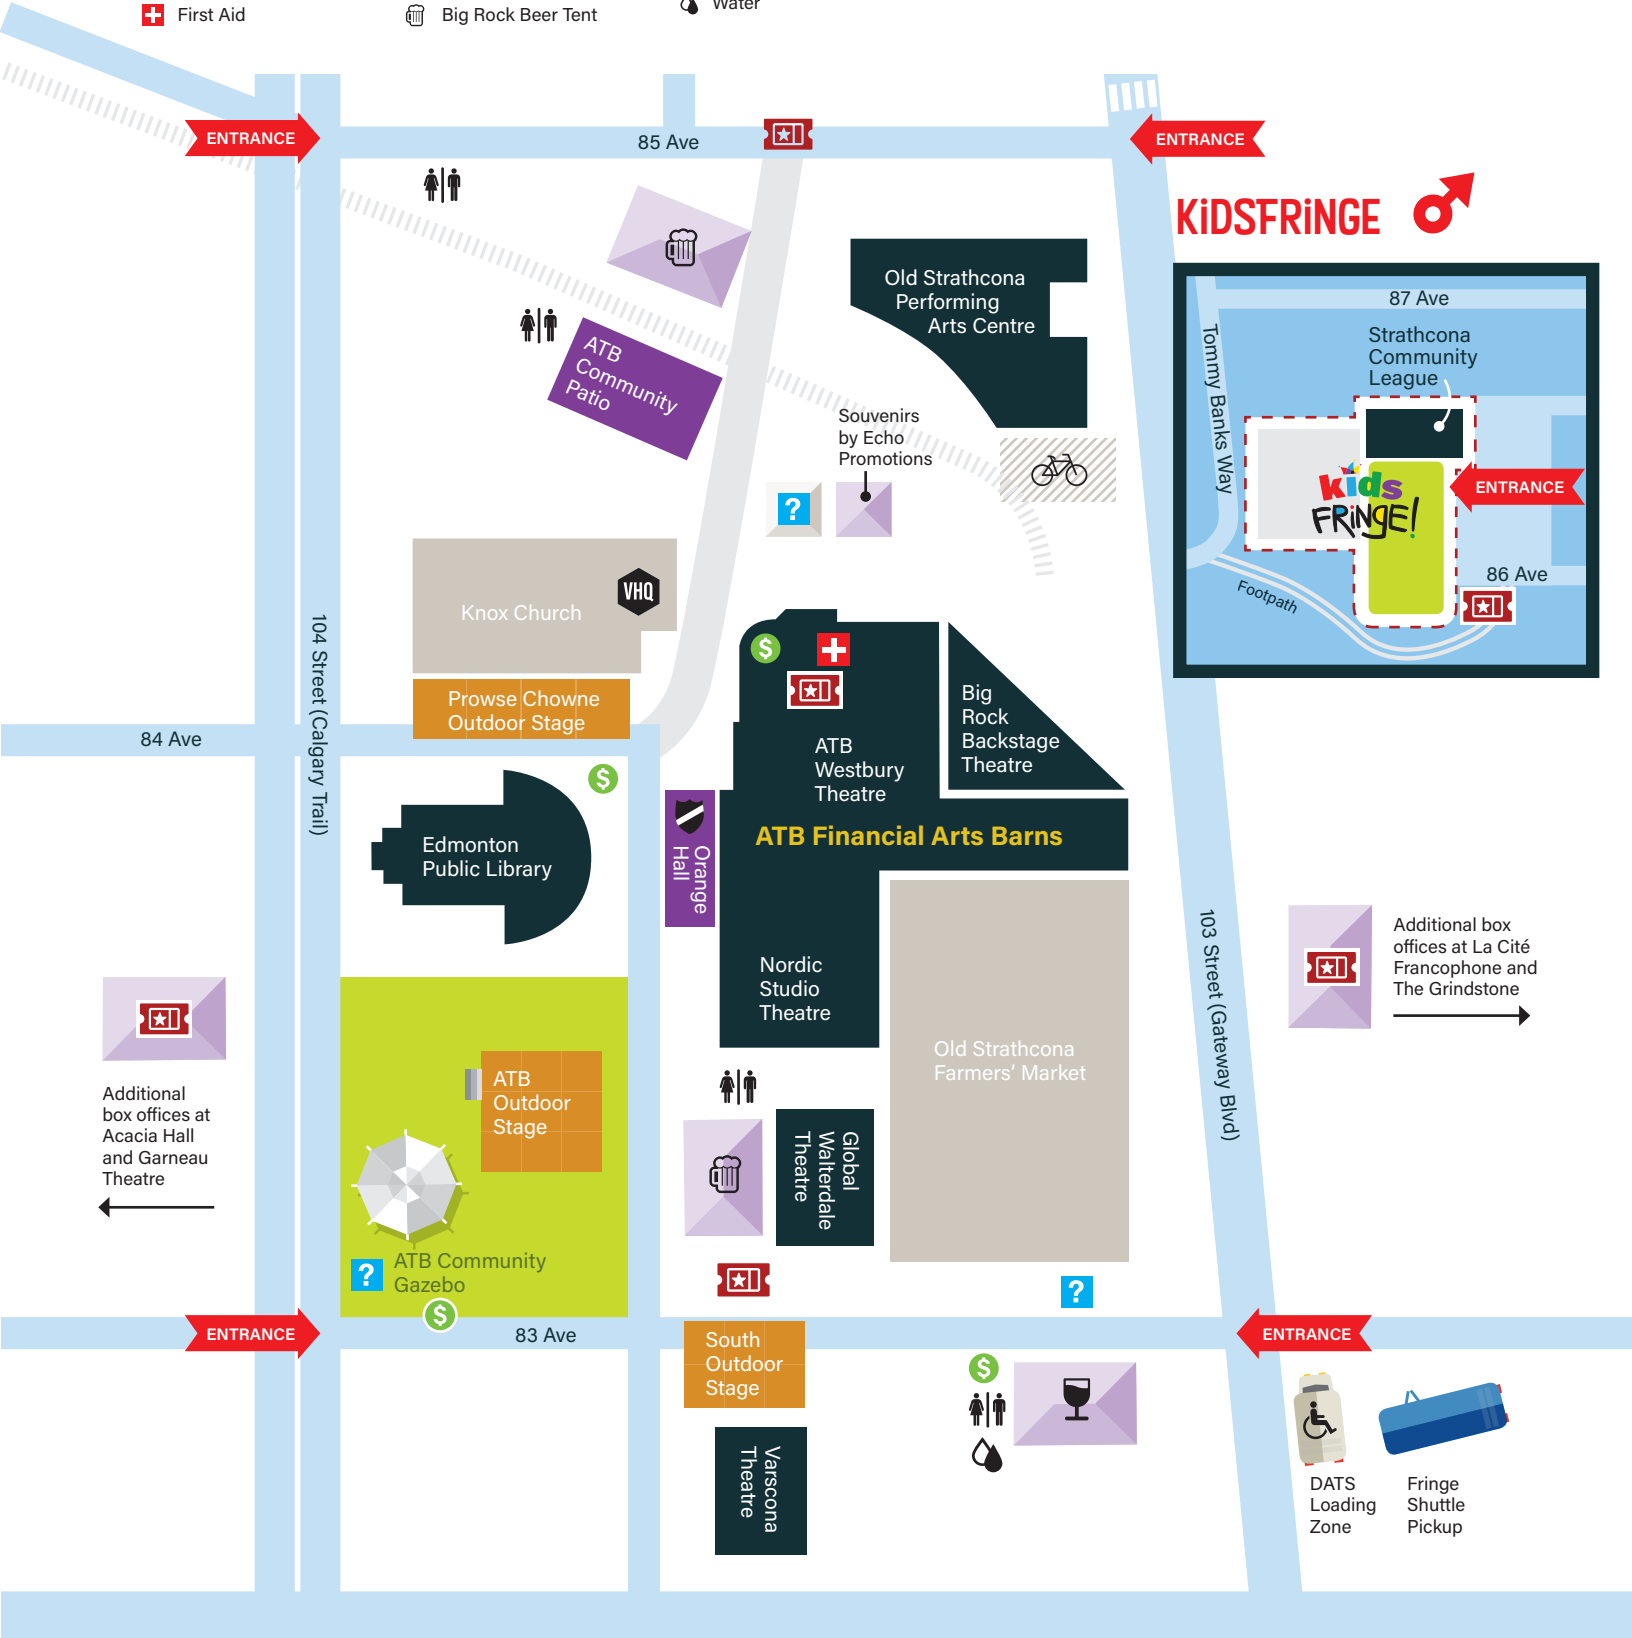 First Aid
Big Rock Beer Tent
Water
ENTRANCE
85 Ave
ENTRANCE
KiDSFRiNGE
Old Strathcona
Performing
Arts Centre
87 Ave
Strathcona
Community
League
Tommy Banks Way
kids
FRiNgE!
ENTRANCE
86 Ave
Footpath
ATB
Community
Patio
Souvenirs
by Echo
Promotions
?
Knox Church
VHQ
$
Prowse Chowne
Outdoor Stage
84 Ave
104 Street (Calgary Trail)
Big
Rock
Backstage
Theatre
ATB
Westbury
Theatre
$
Edmonton
Public Library
Orange
Hall
ATB Financial Arts Barns
Nordic
Studio
Theatre
Old Strathcona
Farmers’ Market
103 Street (Gateway Blvd)
Additional box
offices at La Cité
Francophone and
The Grindstone
Additional
box offices at
Acacia Hall
and Garneau
Theatre
ATB
Outdoor
Stage
Global
Walterdale
Theatre
?
ATB Community
Gazebo
$
?
ENTRANCE
83 Ave
ENTRANCE
South
Outdoor
Stage
$
Varscona
Theatre
DATS
Loading
Zone
Fringe
Shuttle
Pickup